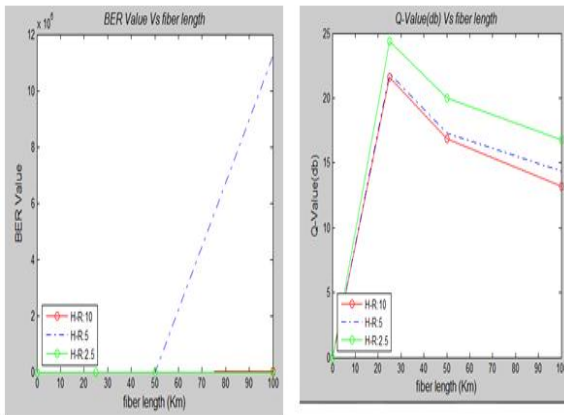 BER Value Vs fiber length
12 x 10
10
8
6
4
2
0
BER Value
H-R:10
H-R:5
H-R:2.5
0 10 20 30 40 50 60 70 80 90 100
fiber length (Km)
Q-Value(db) Vs fiber length
25
20
15
10
5
0
Q-Value(db)
H-R:10
H-R:5
H-R:2.5
0 10 20 30 40 50 60 70 80 90 100
fiber length (Km)